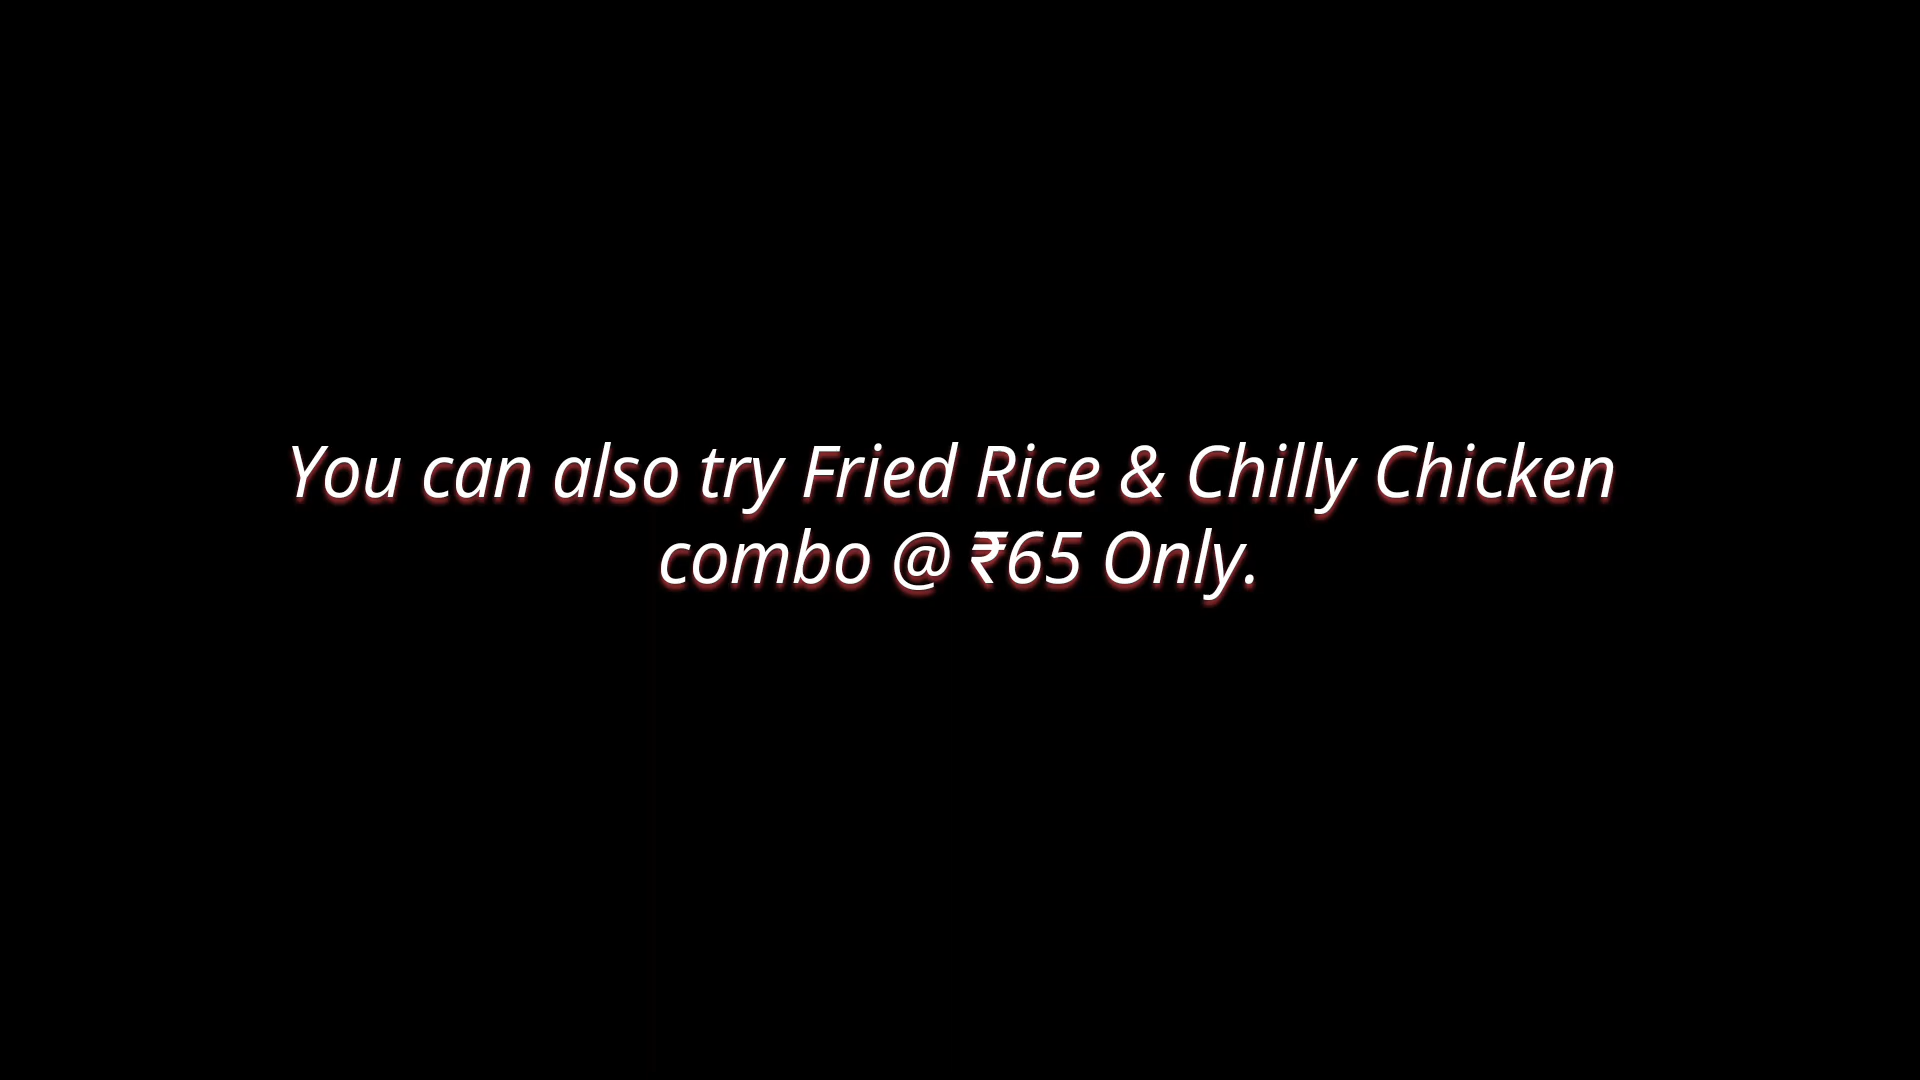 You can also try Fried Rice & Chilly Chicken
combo @ ₹65 Only.